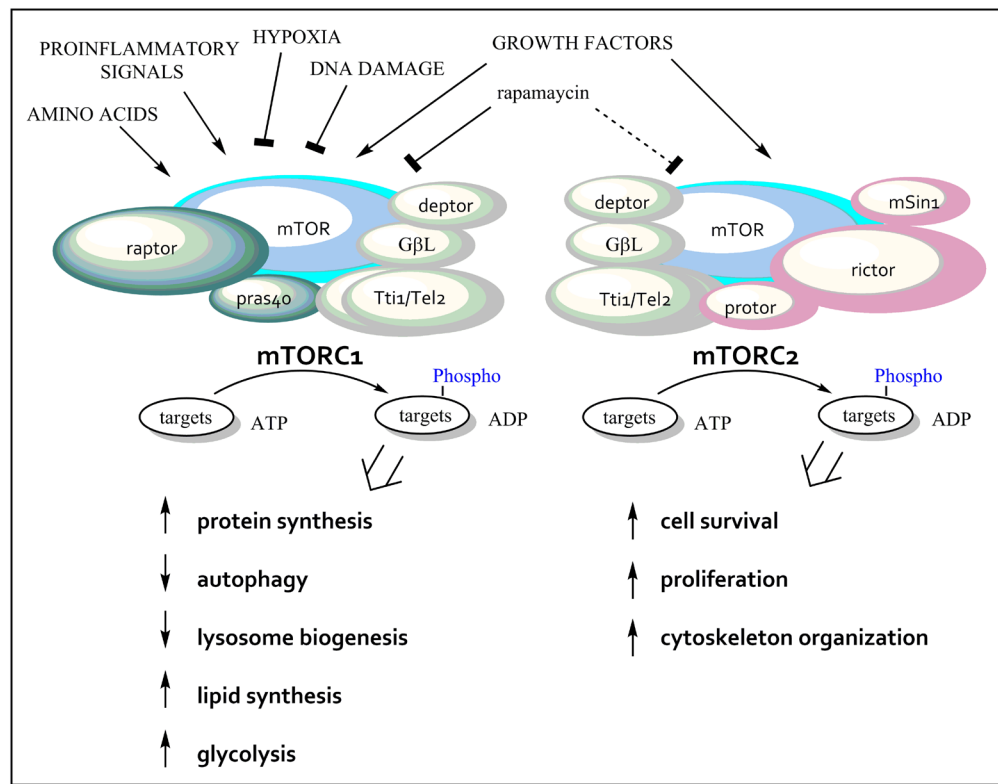 PROINFLAMMATORY
SIGNALS
HYPOXIA
DNA DAMAGE
GROWTH FACTORS
AMINO ACIDS
rapamaycin
mTOR
raptor
deptor
GβL
pras40
Tti1/Tel2
mTORC1
deptor
GβL
Tti1/Tel2
mTOR
mSin1
rictor
protor
mTORC2
targets
ATP
Phospho
targets
ADP
targets
ATP
Phospho
targets
ADP
protein synthesis
autophagy
lysosome biogenesis
lipid synthesis
glycolysis
cell survival
proliferation
cytoskeleton organization